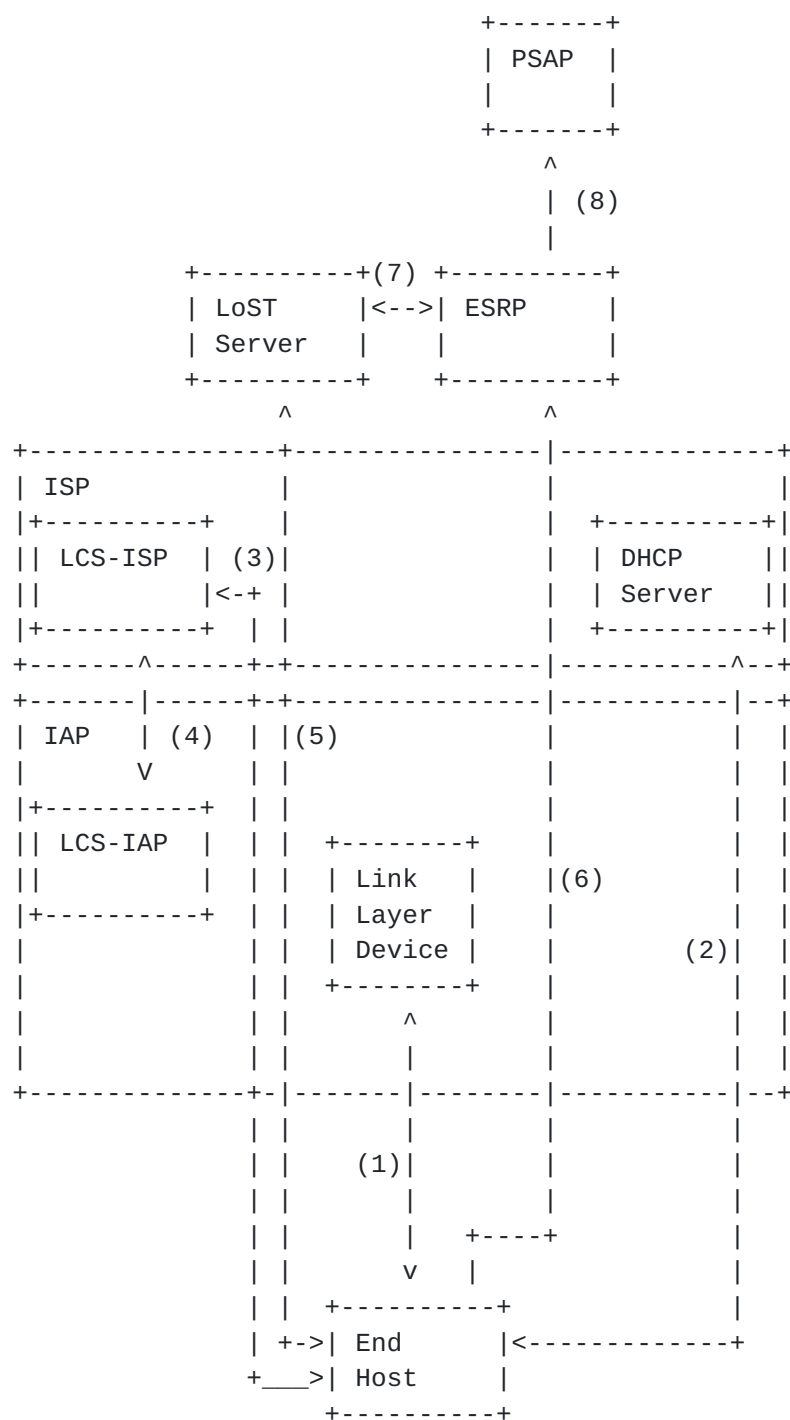 +-------+
                               | PSAP  |
                               |       |
                               +-------+
                                   ^
                                   | (8)
                                   |
           +----------+(7) +----------+
           | LoST     |<-->| ESRP     |
           | Server   |    |          |
           +----------+    +----------+
                 ^                ^
+----------------+----------------|--------------+
| ISP            |                |              |
|+----------+    |                |  +----------+|
|| LCS-ISP  | (3)|                |  | DHCP     ||
||          |<-+ |                |  | Server   ||
|+----------+  | |                |  +----------+|
+-------^------+-+----------------|-----------^--+
+-------|------+-+----------------|-----------|--+
| IAP   | (4)  | |(5)             |           |  |
|       V      | |                |           |  |
|+----------+  | |                |           |  |
|| LCS-IAP  |  | |  +--------+    |           |  |
||          |  | |  | Link   |    |(6)        |  |
|+----------+  | |  | Layer  |    |           |  |
|              | |  | Device |    |        (2)|  |
|              | |  +--------+    |           |  |
|              | |       ^        |           |  |
|              | |       |        |           |  |
+--------------+-|-------|--------|-----------|--+
               | |       |        |           |
               | |    (1)|        |           |
               | |       |        |           |
               | |       |   +----+           |
               | |       v   |                |
               | |  +----------+              |
               | +->| End      |<-------------+
               +___>| Host     |
                    +----------+